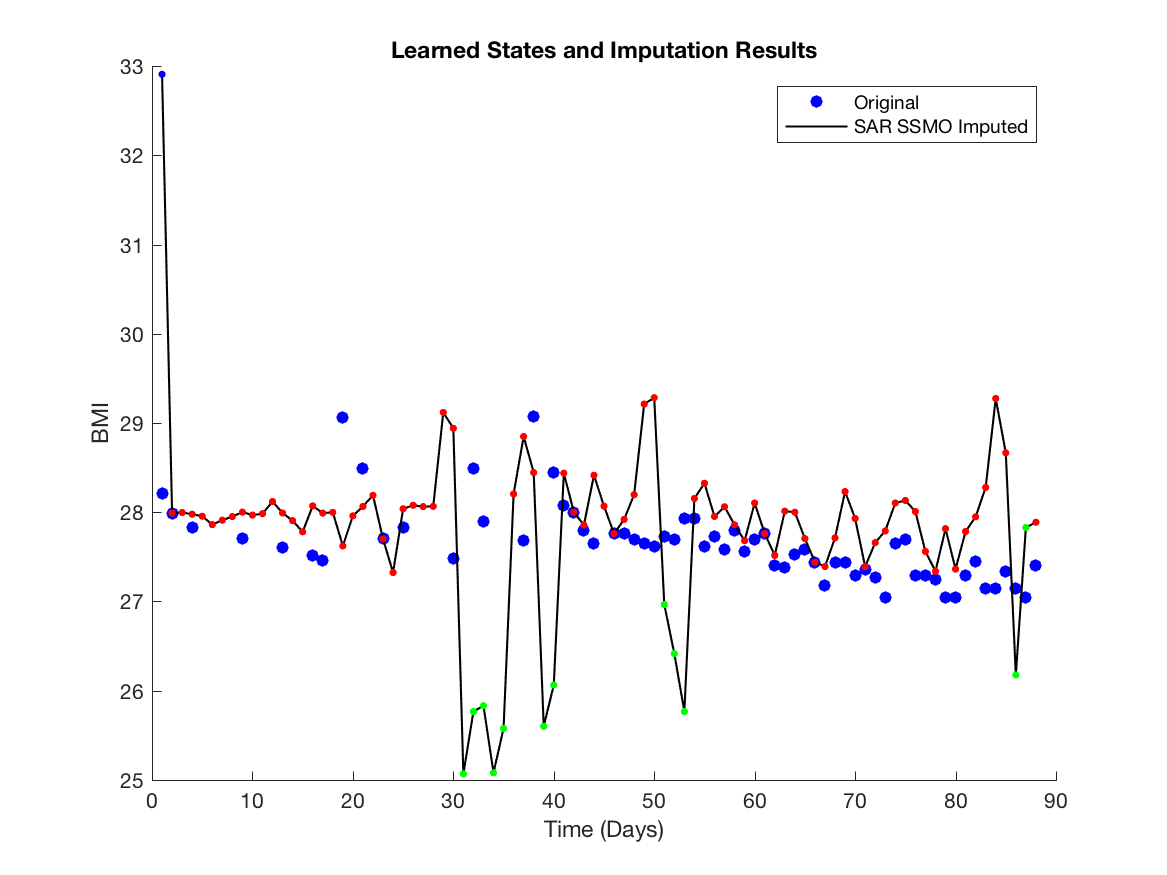 Learned States and Imputation Results
Original
SAR SSMO Imputed
BMI
33
32
31
30
29
28
27
26
25
0 10 20 30 40 50 60 70 80 90
Time (Days)